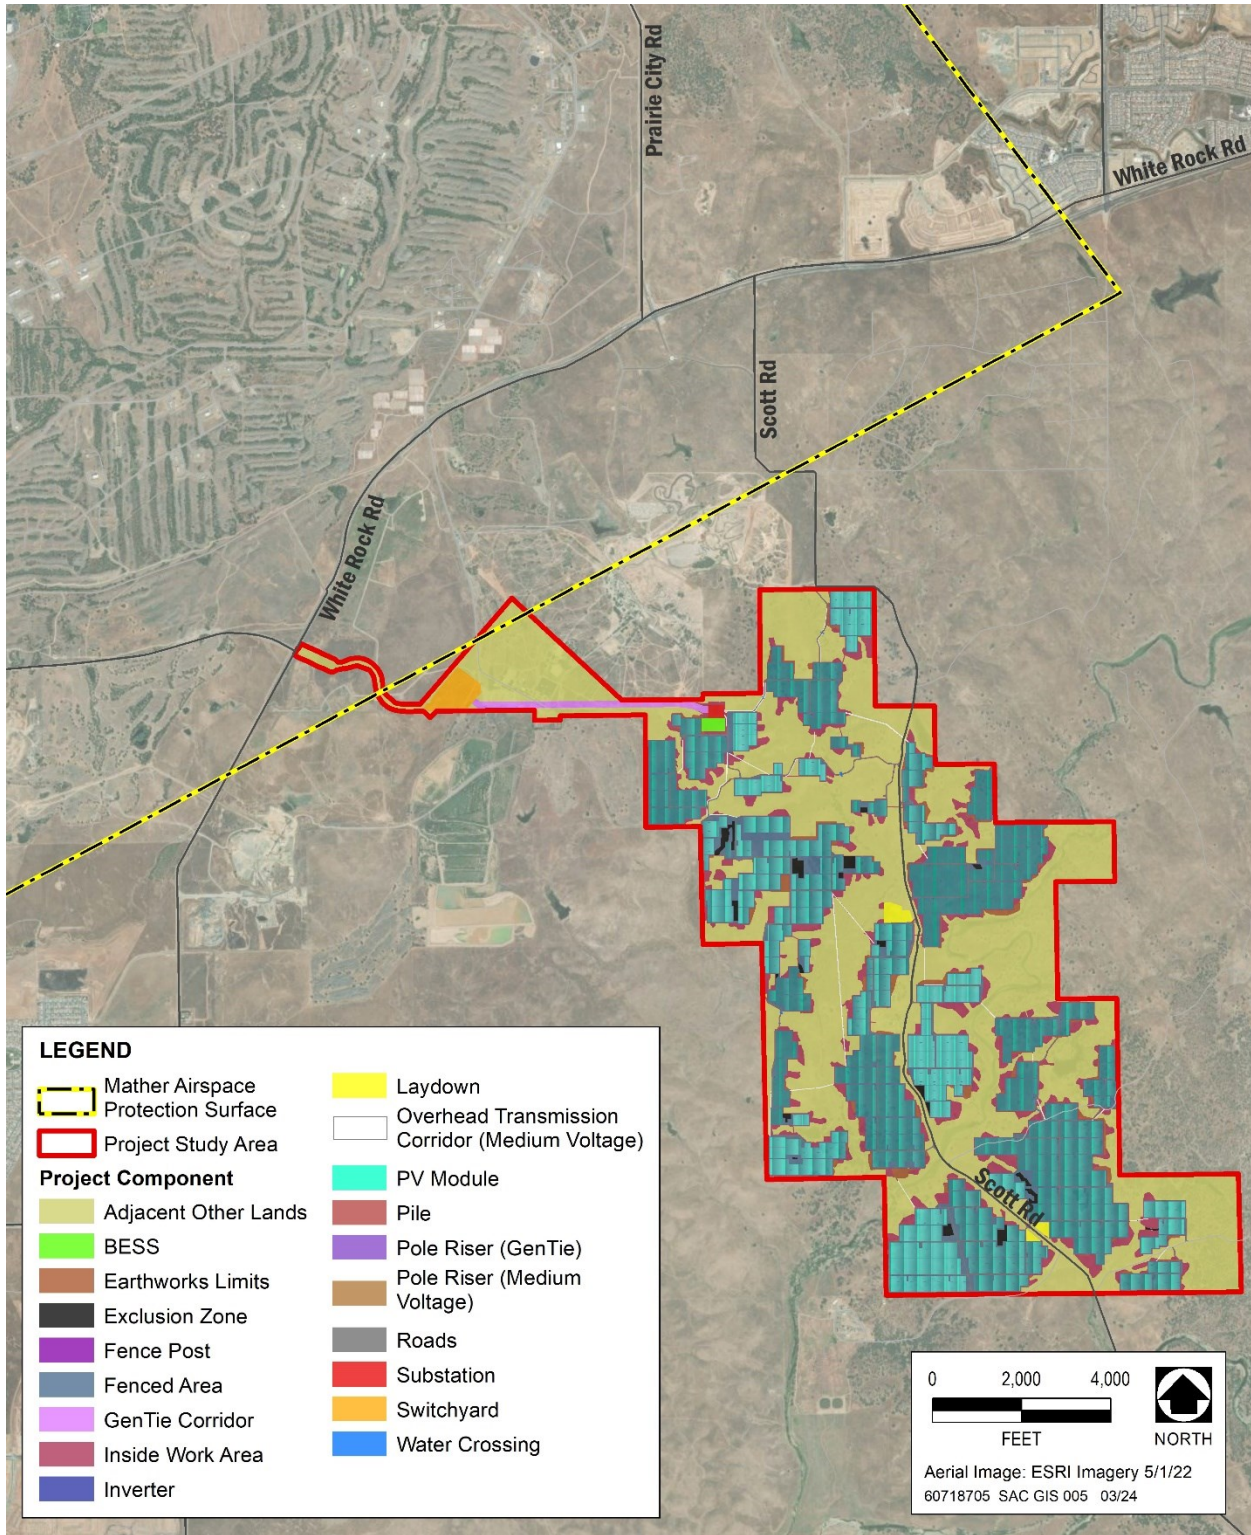 Prairie City Rd
White Rock Rd
Scott Rd
White Rock Rd
Scott Rd
LEGEND
Mather Airspace
Protection Surface
Project Study Area
Project Component
Adjacent Other Lands
BESS
Earthworks Limits
Exclusion Zone
Fence Post
Fenced Area
GenTie Corridor
Inside Work Area
Inverter
Laydown
Overhead Transmission
Corridor (Medium Voltage)
PV Module
Pile
Pole Riser (GenTie)
Pole Riser (Medium
Voltage)
Roads
Substation
Switchyard
Water Crossing
0 2,000 4,000
FEET
NORTH
Aerial Image: ESRI Imagery 5/1/22
60718705 SAC GIS 005 03/24